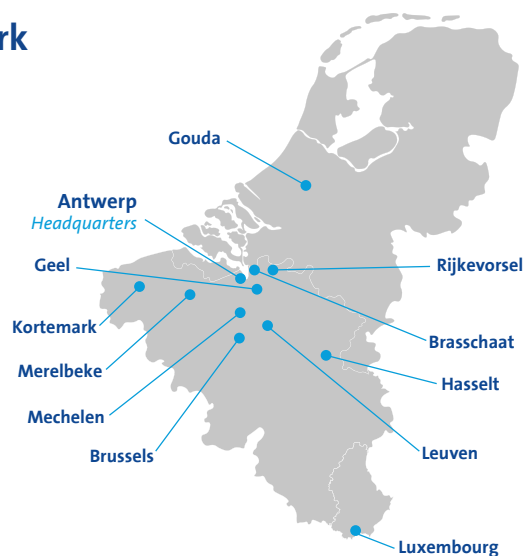 rk
Gouda
Antwerp
Headquarters
Geel
Rijkevorsel
Kortemark
Brasschaat
Merelbeke
Hasselt
Mechelen
Brussels
Leuven
Luxembourg